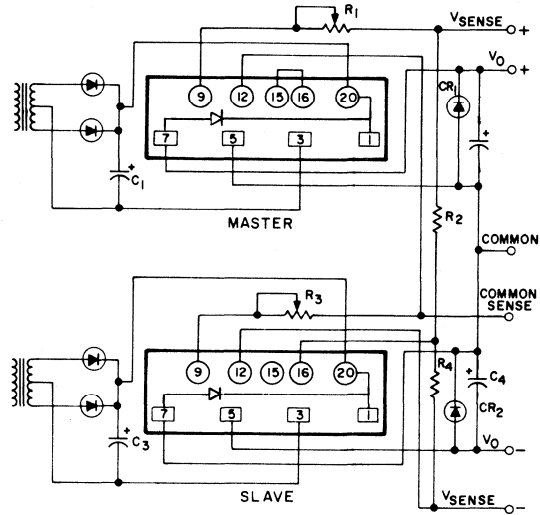 R1
VSENSE +
VO +
9 12 15 16 20
CR1
7 5 3 1
+
+
C1
R2
MASTER
COMMON
COMMON
SENSE
R3
9 12 15 16 20
R4
+ C4
7 5 3 1
CR2
+
C3
VO −
SLAVE
VSENSE −